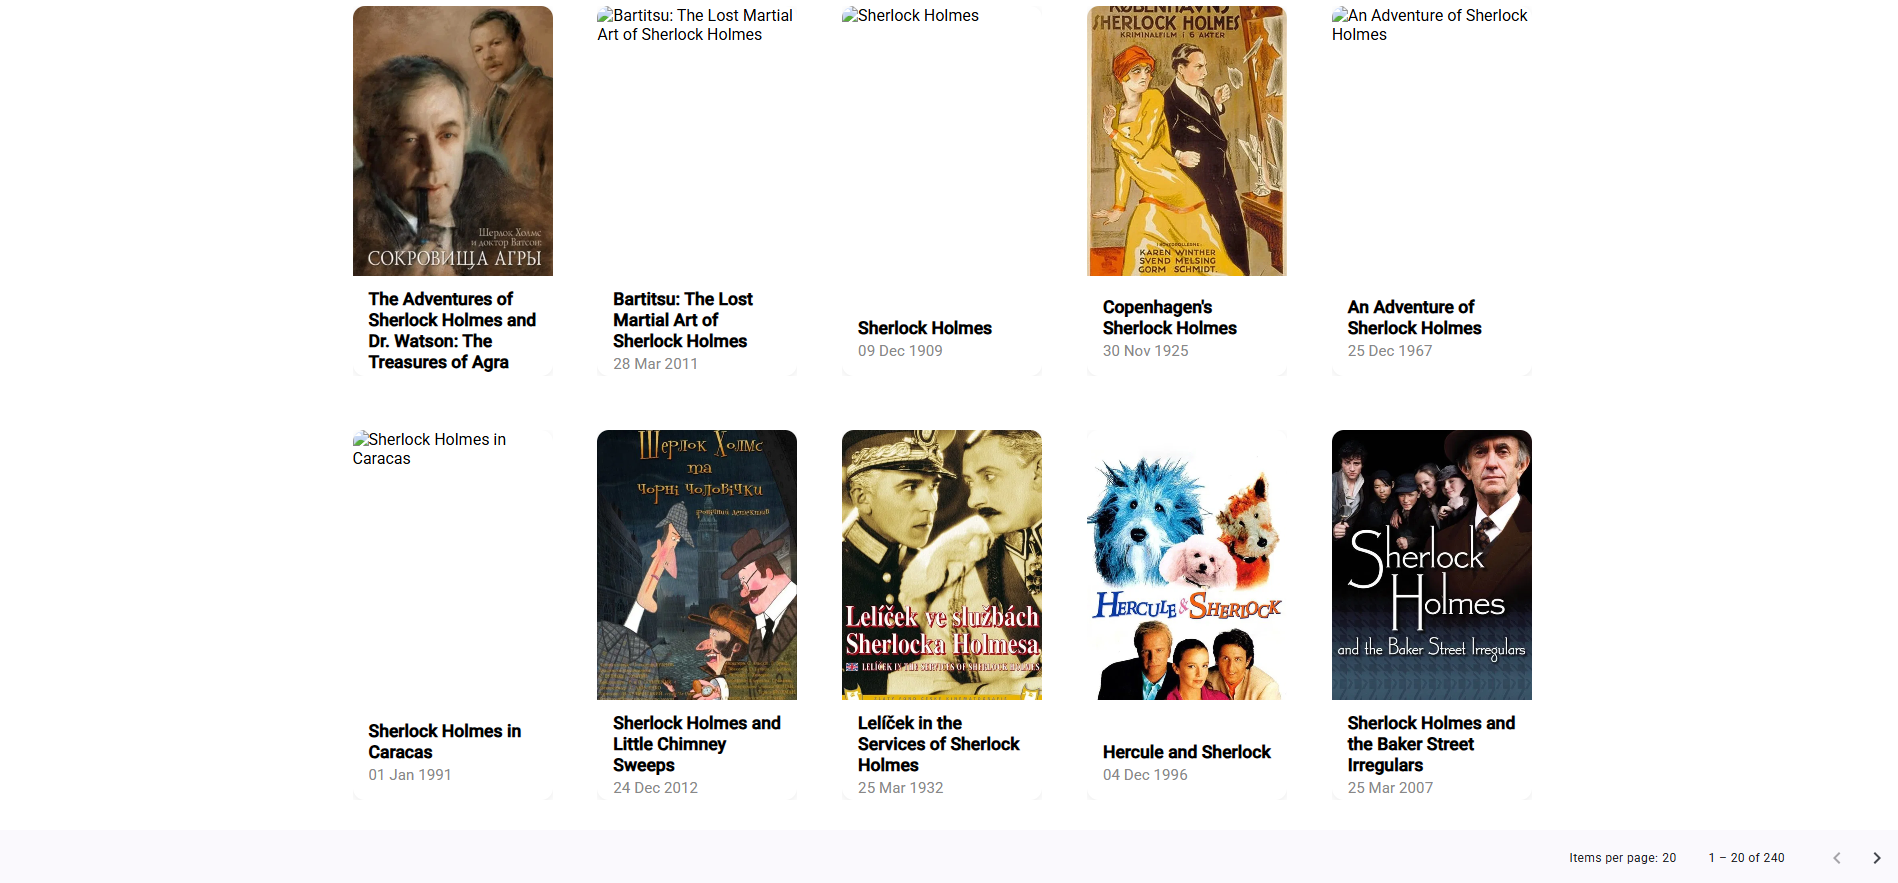 Шерлок Холмс
и доктор Ватсон:
СОКРОВИЩА АГРЫ
The Adventures of
Sherlock Holmes and
Dr. Watson: The
Treasures of Agra
Bartitsu: The Lost Martial
Art of Sherlock Holmes
Bartitsu: The Lost
Martial Art of
Sherlock Holmes
28 Mar 2011
Sherlock Holmes
Sherlock Holmes
09 Dec 1909
KØBENHAVNS
SHERLOCK HOLMES
KRIMINALFILM I 6 AKTER
I HOVEDROLLERNE:
KAREN WINTHER
SVEND MELSING
GORM SCHMIDT.
Copenhagen's
Sherlock Holmes
30 Nov 1925
An Adventure of Sherlock
Holmes
An Adventure of
Sherlock Holmes
25 Dec 1967
Sherlock Holmes in
Caracas
Sherlock Holmes in
Caracas
01 Jan 1991
Шерлок Холмс
та
чорні чоловічки
Sherlock Holmes and
Little Chimney
Sweeps
24 Dec 2012
Lelíček ve službách
Sherlocka Holmesa
LELÍČEK IN THE SERVICES OF SHERLOCK HOLMES
Lelíček in the
Services of Sherlock
Holmes
25 Mar 1932
HERCULE & SHERLOCK
Hercule and Sherlock
04 Dec 1996
Sherlock
Holmes
and the Baker Street Irregulars
Sherlock Holmes and
the Baker Street
Irregulars
25 Mar 2007
Items per page: 20
1 – 20 of 240